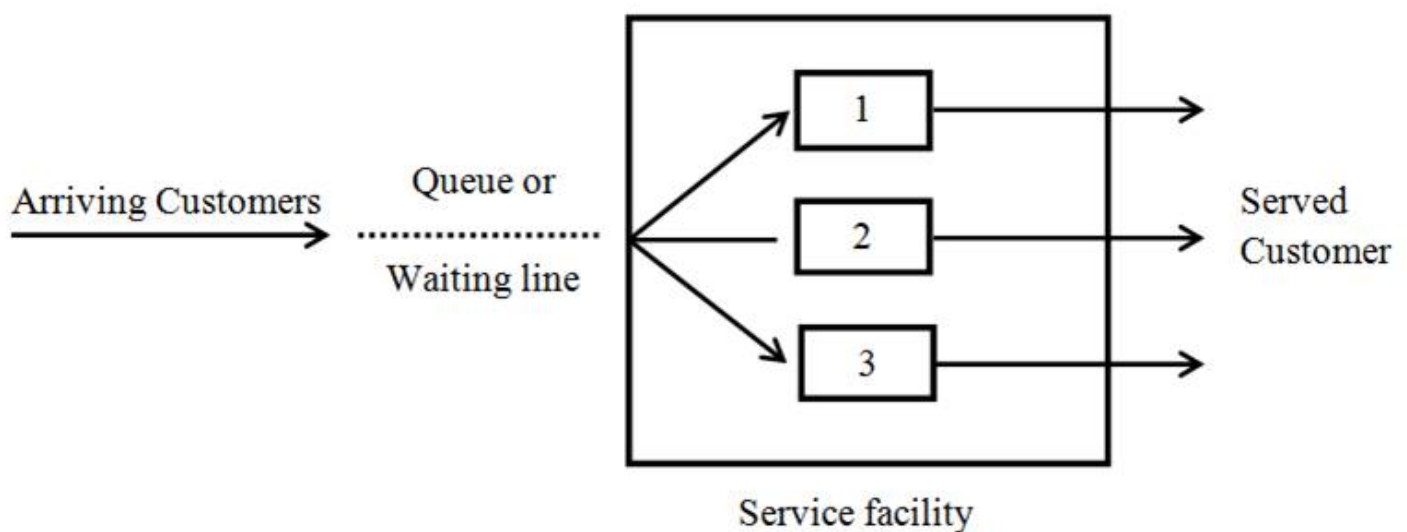 Arriving Customers
Queue or
Waiting line
1
2
3
Served
Customer
Service facility